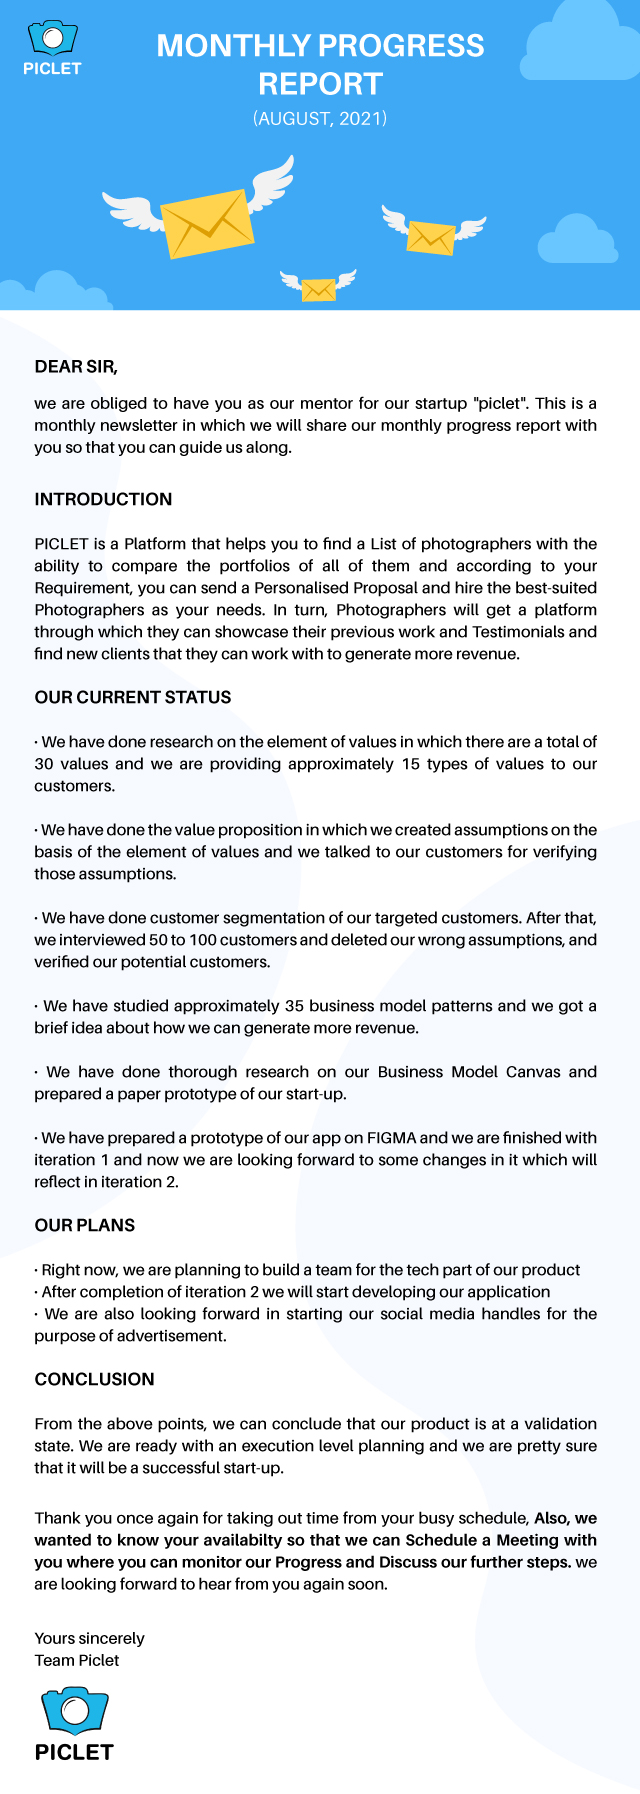 PICLET
MONTHLY PROGRESS
REPORT
(AUGUST, 2021)
DEAR SIR,
we are obliged to have you as our mentor for our startup "piclet". This is a
monthly newsletter in which we will share our monthly progress report with
you so that you can guide us along.
INTRODUCTION
PICLET is a Platform that helps you to find a List of photographers with the
ability to compare the portfolios of all of them and according to your
Requirement, you can send a Personalised Proposal and hire the best-suited
Photographers as your needs. In turn, Photographers will get a platform
through which they can showcase their previous work and Testimonials and
find new clients that they can work with to generate more revenue.
OUR CURRENT STATUS
· We have done research on the element of values in which there are a total of
30 values and we are providing approximately 15 types of values to our
customers.
· We have done the value proposition in which we created assumptions on the
basis of the element of values and we talked to our customers for verifying
those assumptions.
· We have done customer segmentation of our targeted customers. After that,
we interviewed 50 to 100 customers and deleted our wrong assumptions, and
verified our potential customers.
· We have studied approximately 35 business model patterns and we got a
brief idea about how we can generate more revenue.
· We have done thorough research on our Business Model Canvas and
prepared a paper prototype of our start-up.
· We have prepared a prototype of our app on FIGMA and we are finished with
iteration 1 and now we are looking forward to some changes in it which will
reflect in iteration 2.
OUR PLANS
· Right now, we are planning to build a team for the tech part of our product
· After completion of iteration 2 we will start developing our application
· We are also looking forward in starting our social media handles for the
purpose of advertisement.
CONCLUSION
From the above points, we can conclude that our product is at a validation
state. We are ready with an execution level planning and we are pretty sure
that it will be a successful start-up.
Thank you once again for taking out time from your busy schedule, Also, we
wanted to know your availabilty so that we can Schedule a Meeting with
you where you can monitor our Progress and Discuss our further steps. we
are looking forward to hear from you again soon.
Yours sincerely
Team Piclet
PICLET